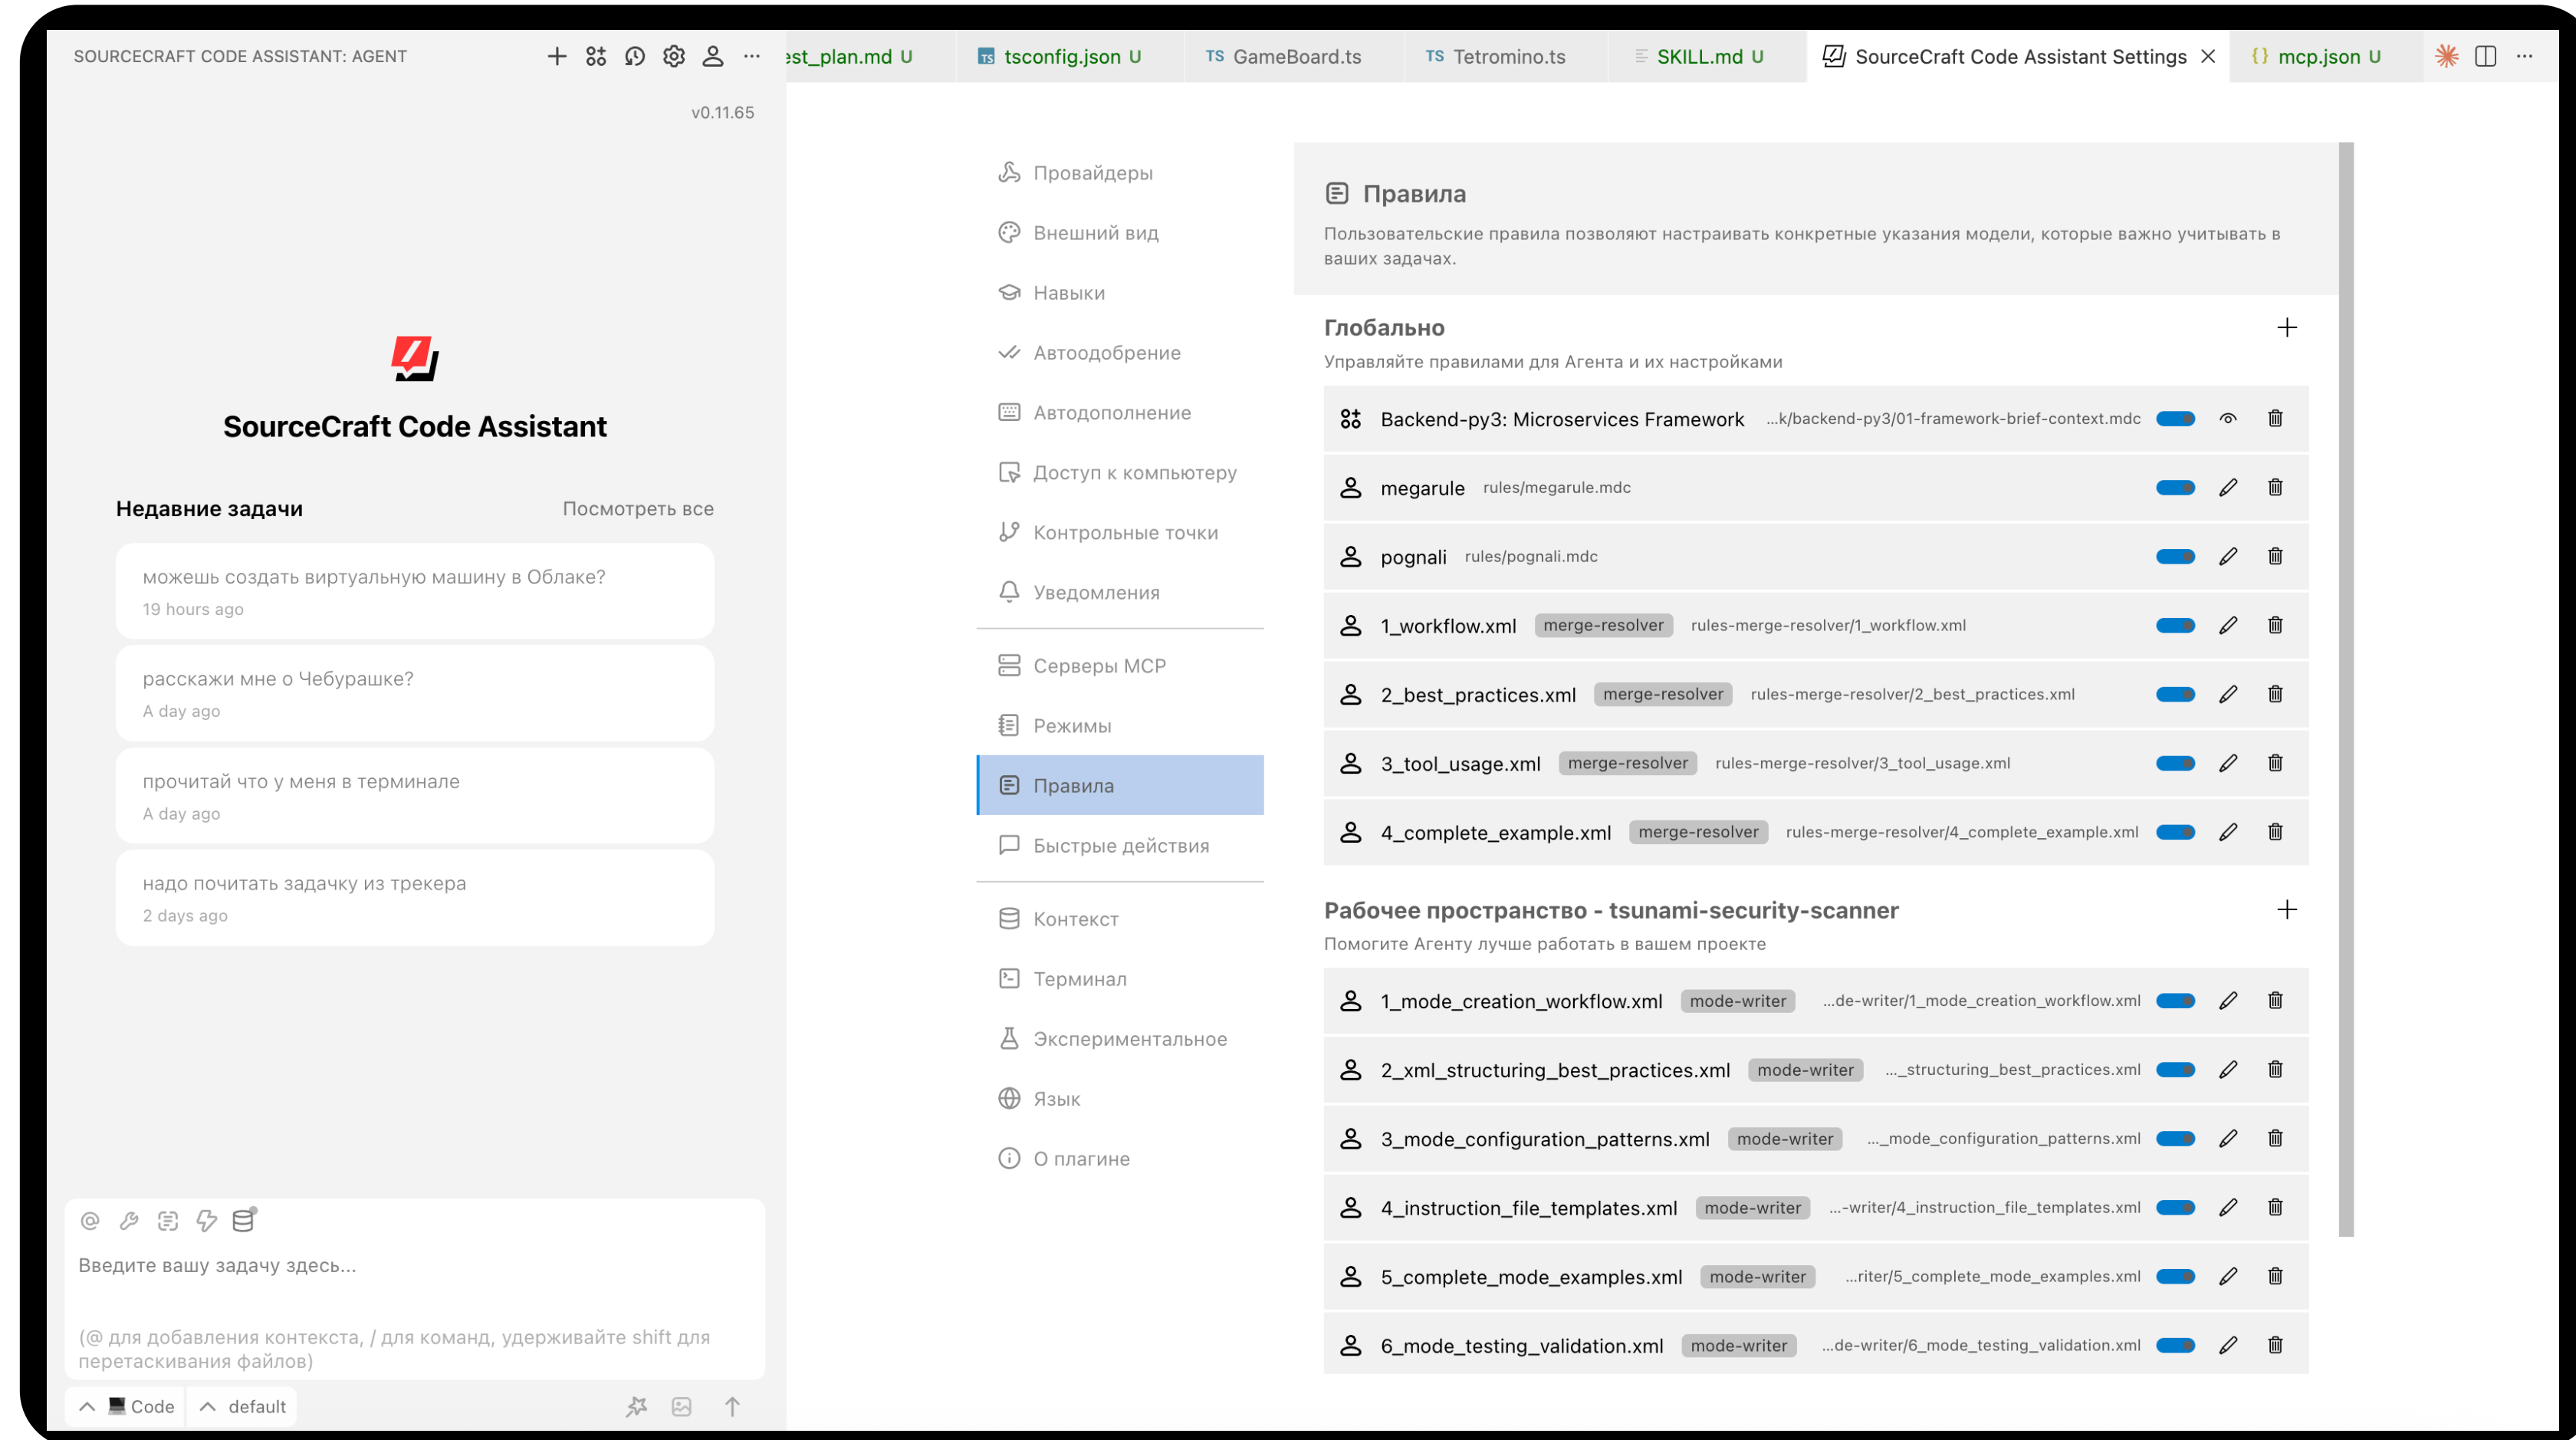 SOURCECRAFT CODE ASSISTANT: AGENT
v0.11.65
SourceCraft Code Assistant
Недавние задачи
Посмотреть все
можешь создать виртуальную машину в Облаке?
19 hours ago
расскажи мне о Чебурашке?
A day ago
прочитай что у меня в терминале
A day ago
надо почитать задачку из трекера
2 days ago
Введите вашу задачу здесь...
(@ для добавления контекста, / для команд, удерживайте shift для
перетаскивания файлов)
Code
default
est_plan.md U
TS tsconfig.json U
TS GameBoard.ts
TS Tetromino.ts
SKILL.md U
SourceCraft Code Assistant Settings
{} mcp.json U
Провайдеры
Внешний вид
Навыки
Автоодобрение
Автодополнение
Доступ к компьютеру
Контрольные точки
Уведомления
Серверы MCP
Режимы
Правила
Быстрые действия
Контекст
Терминал
Экспериментальное
Язык
О плагине
Правила
Пользовательские правила позволяют настраивать конкретные указания модели, которые важно учитывать в
ваших задачах.
Глобально
Управляйте правилами для Агента и их настройками
Backend-py3: Microservices Framework ...k/backend-py3/01-framework-brief-context.mdc
megarule rules/megarule.mdc
pognali rules/pognali.mdc
1_workflow.xml merge-resolver rules-merge-resolver/1_workflow.xml
2_best_practices.xml merge-resolver rules-merge-resolver/2_best_practices.xml
3_tool_usage.xml merge-resolver rules-merge-resolver/3_tool_usage.xml
4_complete_example.xml merge-resolver rules-merge-resolver/4_complete_example.xml
Рабочее пространство - tsunami-security-scanner
Помогите Агенту лучше работать в вашем проекте
1_mode_creation_workflow.xml mode-writer ...de-writer/1_mode_creation_workflow.xml
2_xml_structuring_best_practices.xml mode-writer ..._structuring_best_practices.xml
3_mode_configuration_patterns.xml mode-writer ..._mode_configuration_patterns.xml
4_instruction_file_templates.xml mode-writer ...-writer/4_instruction_file_templates.xml
5_complete_mode_examples.xml mode-writer ...riter/5_complete_mode_examples.xml
6_mode_testing_validation.xml mode-writer ...de-writer/6_mode_testing_validation.xml